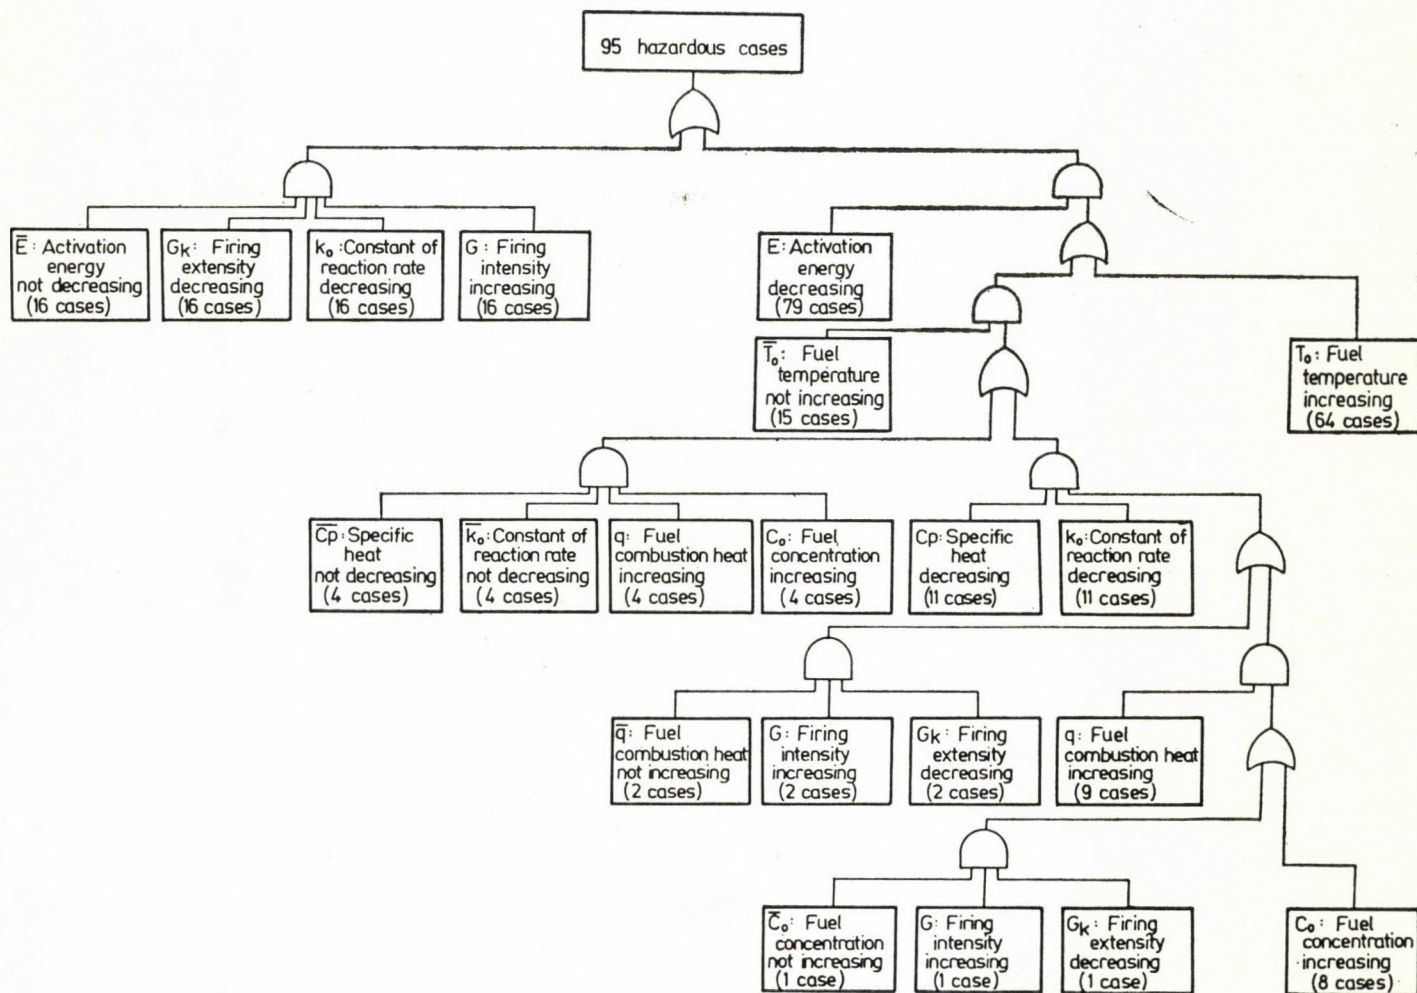 95 hazardous cases
E̅ : Activation
energy
not decreasing
(16 cases)
Gₖ : Firing
extensity
decreasing
(16 cases)
k₀ : Constant of
reaction rate
decreasing
(16 cases)
G : Firing
intensity
increasing
(16 cases)
E : Activation
energy
decreasing
(79 cases)
T̅₀ : Fuel
temperature
not increasing
(15 cases)
T₀ : Fuel
temperature
increasing
(64 cases)
C̅p̅ : Specific
heat
not decreasing
(4 cases)
k̅₀ : Constant of
reaction rate
not decreasing
(4 cases)
q : Fuel
combustion heat
increasing
(4 cases)
C₀ : Fuel
concentration
increasing
(4 cases)
Cp : Specific
heat
decreasing
(11 cases)
k₀ : Constant of
reaction rate
decreasing
(11 cases)
q̅ : Fuel
combustion heat
not increasing
(2 cases)
G : Firing
intensity
increasing
(2 cases)
Gₖ : Firing
extensity
decreasing
(2 cases)
q : Fuel
combustion heat
increasing
(9 cases)
C̅₀ : Fuel
concentration
not increasing
(1 case)
G : Firing
intensity
increasing
(1 case)
Gₖ : Firing
extensity
decreasing
(1 case)
C₀ : Fuel
concentration
increasing
(8 cases)